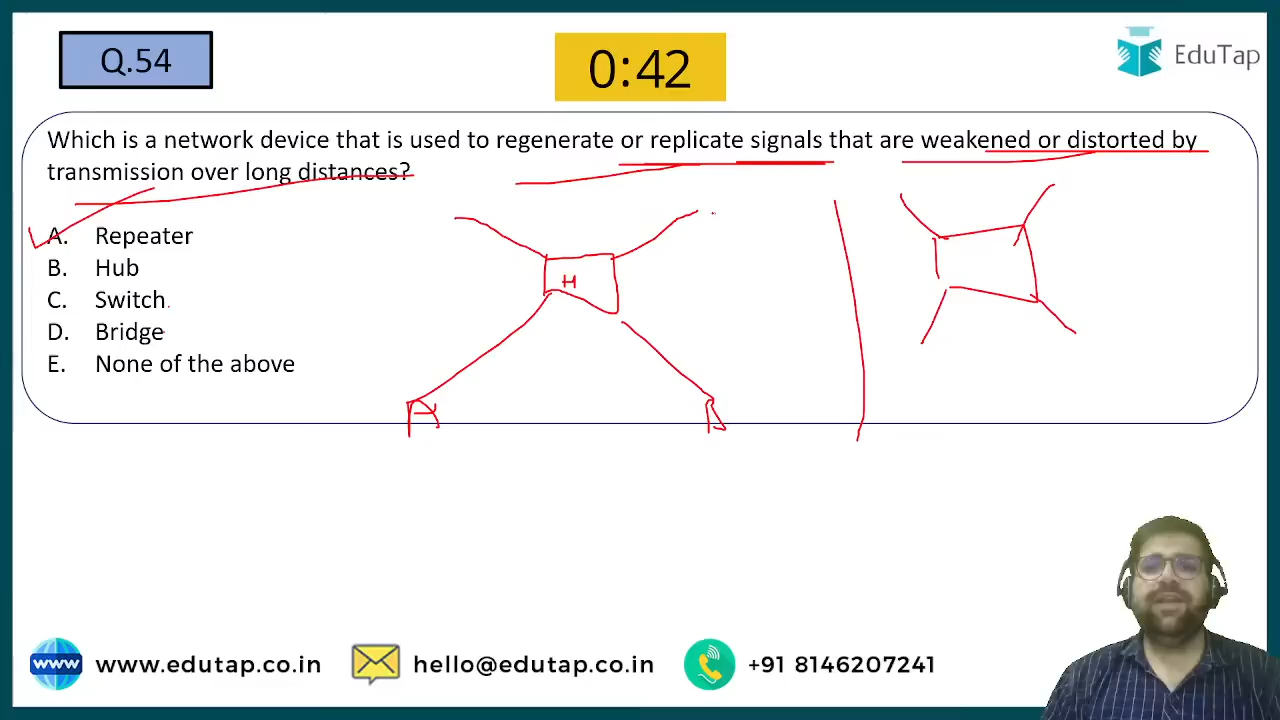 Q.54
0:42
EduTap
Which is a network device that is used to regenerate or replicate signals that are weakened or distorted by
transmission over long distances?
A. Repeater
B. Hub
C. Switch
D. Bridge
E. None of the above
H
A
www
www.edutap.co.in
hello@edutap.co.in
+91 8146207241